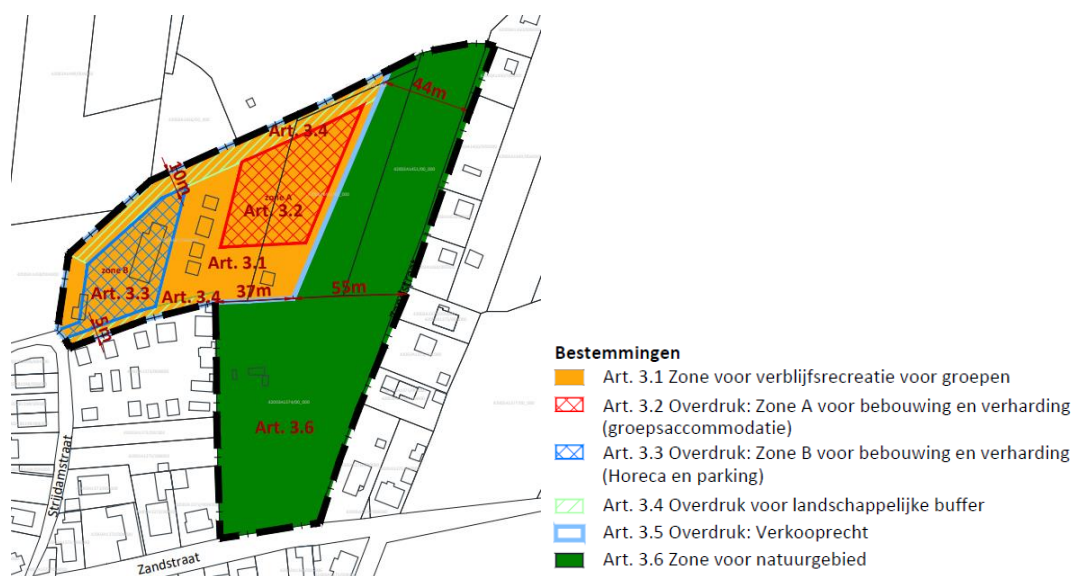 44m
Art. 3.4
10m
zone A
Art. 3.2
Art. 3.1
zone B
Art. 3.3
Art. 3.4
37m
55m
5m
Art. 3.6
Strijdamstraat
Zandstraat
Bestemmingen
Art. 3.1 Zone voor verblijfsrecreatie voor groepen
Art. 3.2 Overdruk: Zone A voor bebouwing en verharding
(groepsaccommodatie)
Art. 3.3 Overdruk: Zone B voor bebouwing en verharding
(Horeca en parking)
Art. 3.4 Overdruk voor landschappelijke buffer
Art. 3.5 Overdruk: Verkooprecht
Art. 3.6 Zone voor natuurgebied